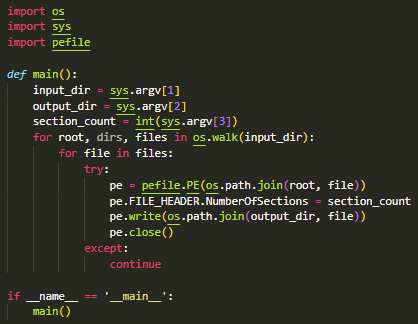 import os
import sys
import pefile

def main():
    input_dir = sys.argv[1]
    output_dir = sys.argv[2]
    section_count = int(sys.argv[3])
    for root, dirs, files in os.walk(input_dir):
        for file in files:
            try:
                pe = pefile.PE(os.path.join(root, file))
                pe.FILE_HEADER.NumberOfSections = section_count
                pe.write(os.path.join(output_dir, file))
                pe.close()
            except:
                continue

if __name__ == '__main__':
    main()